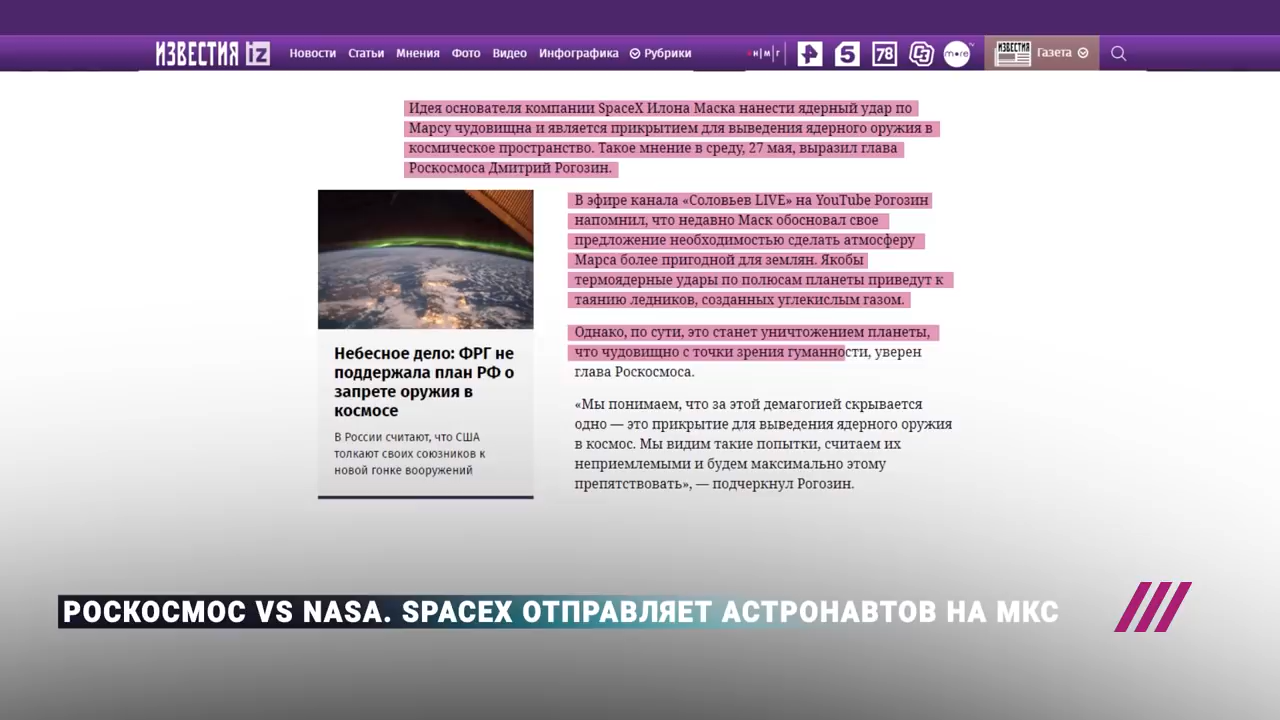 ИЗВЕСТИЯ iz Новости Статьи Мнения Фото Видео Инфографика Рубрики н|м|г 5 78 more tv ИЗВЕСТИЯ Газета
Идея основателя компании SpaceX Илона Маска нанести ядерный удар по
Марсу чудовищна и является прикрытием для выведения ядерного оружия в
космическое пространство. Такое мнение в среду, 27 мая, выразил глава
Роскосмоса Дмитрий Рогозин.
Небесное дело: ФРГ не
поддержала план РФ о
запрете оружия в
космосе
В России считают, что США
толкают своих союзников к
новой гонке вооружений
В эфире канала «Соловьев LIVE» на YouTube Рогозин
напомнил, что недавно Маск обосновал свое
предложение необходимостью сделать атмосферу
Марса более пригодной для землян. Якобы
термоядерные удары по полюсам планеты приведут к
таянию ледников, созданных углекислым газом.
Однако, по сути, это станет уничтожением планеты,
что чудовищно с точки зрения гуманности, уверен
глава Роскосмоса.
«Мы понимаем, что за этой демагогией скрывается
одно — это прикрытие для выведения ядерного оружия
в космос. Мы видим такие попытки, считаем их
неприемлемыми и будем максимально этому
препятствовать», — подчеркнул Рогозин.
РОСКОСМОС VS NASA. SPACEX ОТПРАВЛЯЕТ АСТРОНАВТОВ НА МКС